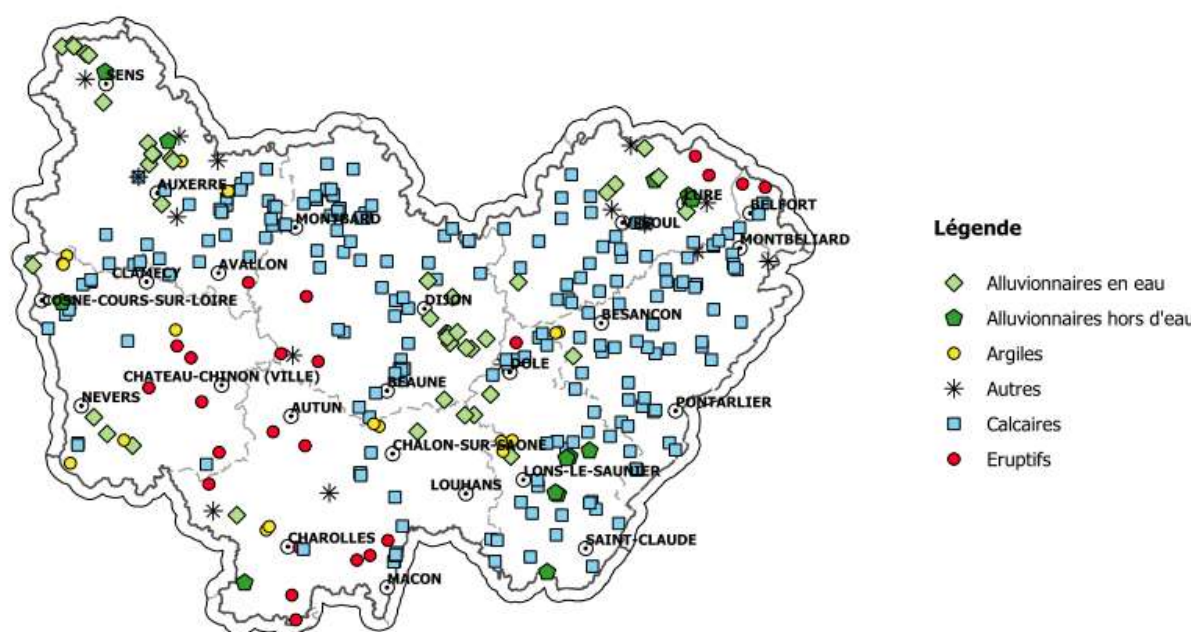 SENS
AUXERRE
MONTBARD
LURE
BELFORT
VESOUL
MONTBELIARD
CLAMECY
AVALLON
COSNE-COURS-SUR-LOIRE
DIJON
BESANCON
CHATEAU-CHINON (VILLE)
DOLE
NEVERS
BEAUNE
AUTUN
PONTARLIER
CHALON-SUR-SAONE
LONS-LE-SAUNIER
LOUHANS
CHAROLLES
SAINT-CLAUDE
MACON
Légende
Alluvionnaires en eau
Alluvionnaires hors d'eau
Argiles
Autres
Calcaires
Eruptifs